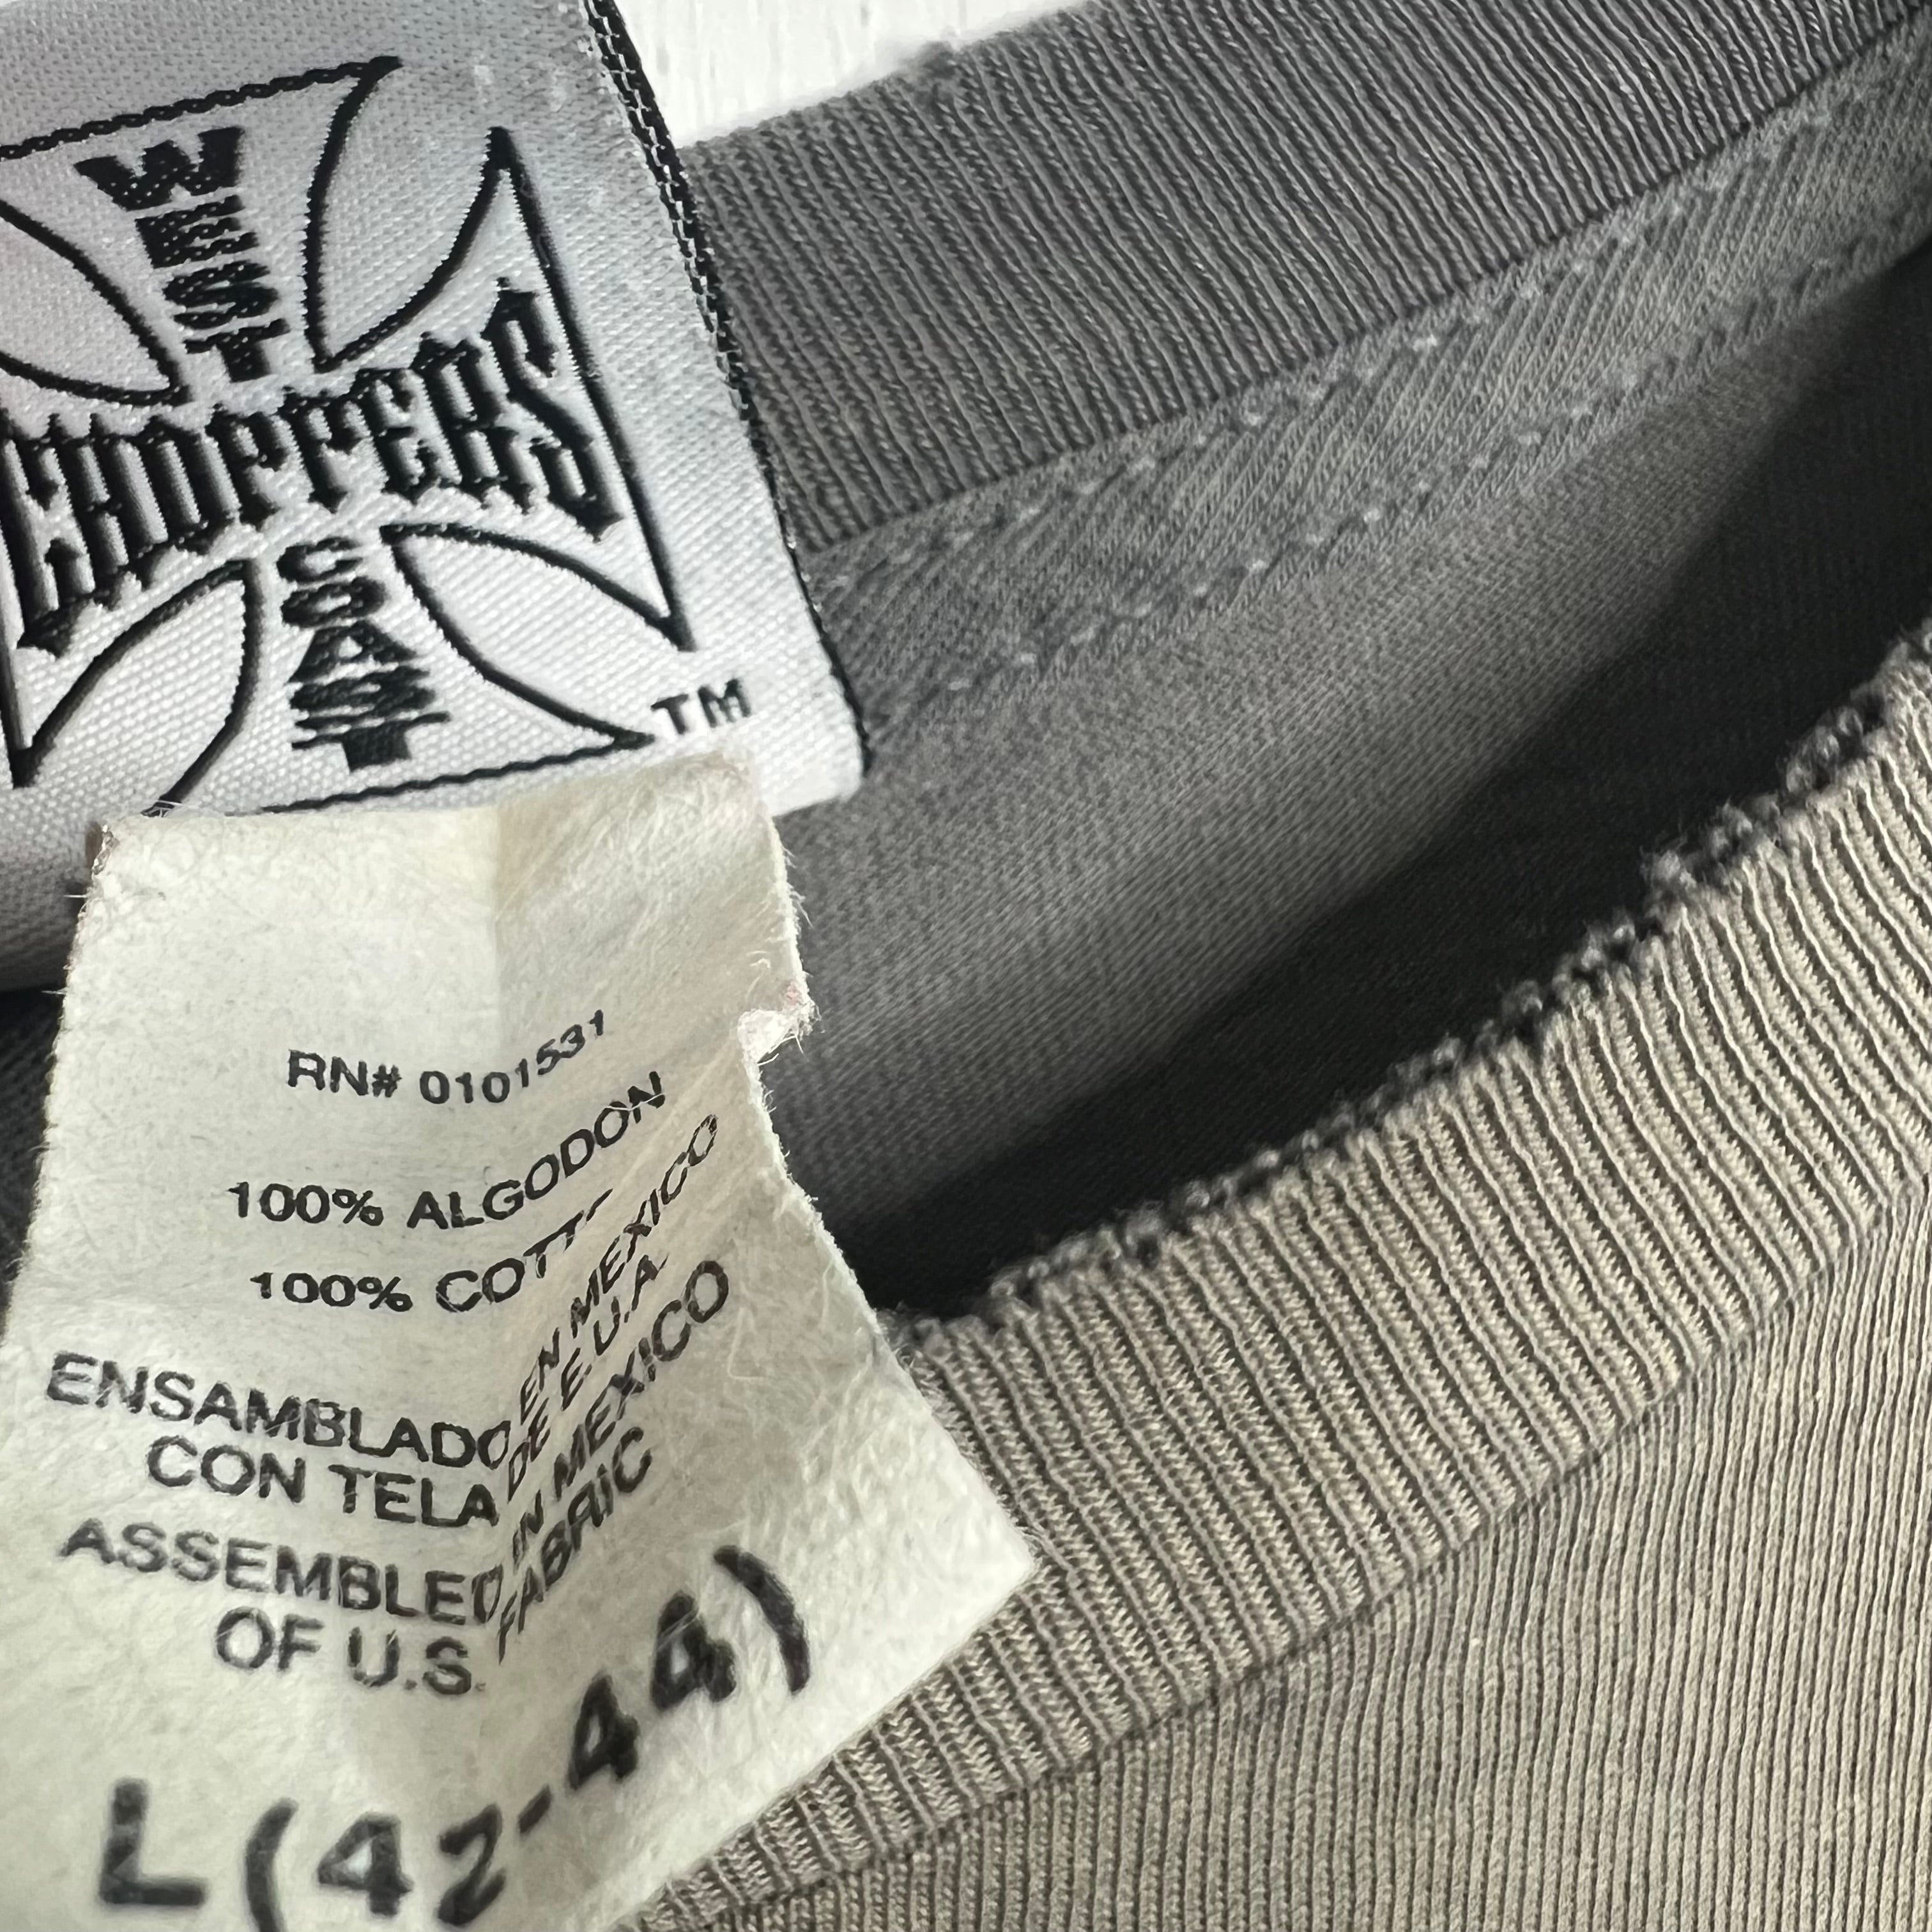 WEST
CHOPPERS
COAST
TM
RN# 0101531
100% ALGODON
100% COTT
ENSAMBLADO EN MEXICO
CON TELA DE E.U.A.
ASSEMBLED IN MEXICO
OF U.S. FABRIC
L(42-44)